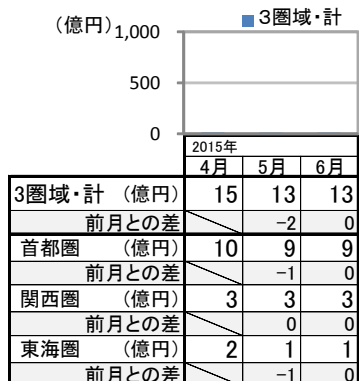 （億円）
■3圏域・計
1,000
500
0
2015年
4月 5月 6月
3圏域・計 （億円） 15 13 13
前月との差 −2 0
首都圏 （億円） 10 9 9
前月との差 −1 0
関西圏 （億円） 3 3 3
前月との差 0 0
東海圏 （億円） 2 1 1
前月との差 −1 0